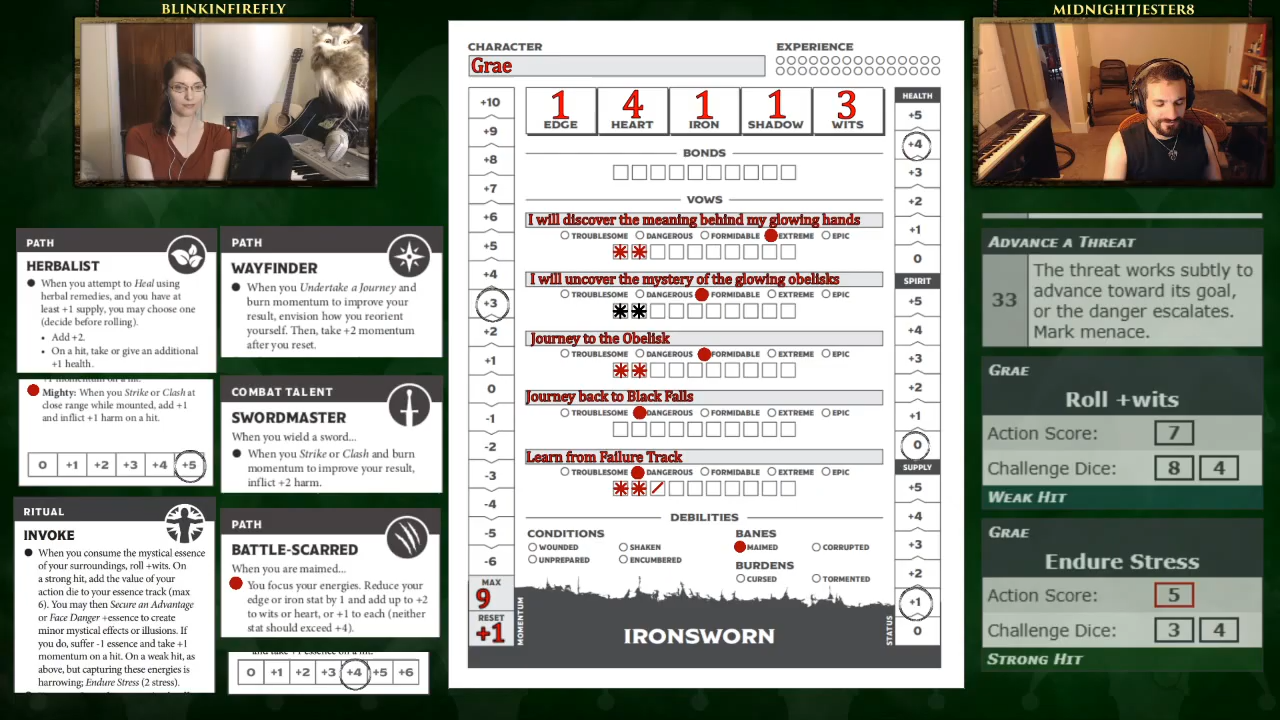 BLINKINFIREFLY
MIDNIGHTJESTER8
CHARACTER
Grae
EXPERIENCE
+10
+9
+8
+7
+6
+5
+4
+3
+2
+1
0
-1
-2
-3
-4
-5
-6
MAX
9
RESET
+1
MOMENTUM
1 4 1 1 3
EDGE HEART IRON SHADOW WITS
BONDS
VOWS
I will discover the meaning behind my glowing hands
TROUBLESOME DANGEROUS FORMIDABLE EXTREME EPIC
I will uncover the mystery of the glowing obelisks
TROUBLESOME DANGEROUS FORMIDABLE EXTREME EPIC
Journey to the Obelisk
TROUBLESOME DANGEROUS FORMIDABLE EXTREME EPIC
Journey back to Black Falls
TROUBLESOME DANGEROUS FORMIDABLE EXTREME EPIC
Learn from Failure Track
TROUBLESOME DANGEROUS FORMIDABLE EXTREME EPIC
DEBILITIES
CONDITIONS
WOUNDED SHAKEN
UNPREPARED ENCUMBERED
BANES
MAIMED CORRUPTED
BURDENS
CURSED TORMENTED
IRONSWORN
HEALTH
+5
+4
+3
+2
+1
0
SPIRIT
+5
+4
+3
+2
+1
0
SUPPLY
+5
+4
+3
+2
+1
0
STATUS
PATH
HERBALIST
When you attempt to Heal using
herbal remedies, and you have at
least +1 supply, you may choose one
(decide before rolling).
• Add +2.
• On a hit, take or give an additional
+1 health.
+1 momentum on a hit.
Mighty: When you Strike or Clash at
close range while mounted, add +1
and inflict +1 harm on a hit.
0 +1 +2 +3 +4 +5
RITUAL
INVOKE
When you consume the mystical essence
of your surroundings, roll +wits. On
a strong hit, add the value of your
action die to your essence track (max
6). You may then Secure an Advantage
or Face Danger +essence to create
minor mystical effects or illusions. If
you do, suffer -1 essence and take +1
momentum on a hit. On a weak hit, as
above, but capturing these energies is
harrowing; Endure Stress (2 stress).
PATH
WAYFINDER
When you Undertake a Journey and
burn momentum to improve your
result, envision how you reorient
yourself. Then, take +2 momentum
after you reset.
COMBAT TALENT
SWORDMASTER
When you wield a sword...
When you Strike or Clash and burn
momentum to improve your result,
inflict +2 harm.
PATH
BATTLE-SCARRED
When you are maimed...
You focus your energies. Reduce your
edge or iron stat by 1 and add up to +2
to wits or heart, or +1 to each (neither
stat should exceed +4).
and take +1 essence on a hit.
0 +1 +2 +3 +4 +5 +6
ADVANCE A THREAT
33
The threat works subtly to
advance toward its goal,
or the danger escalates.
Mark menace.
GRAE
Roll +wits
Action Score: 7
Challenge Dice: 8 4
WEAK HIT
GRAE
Endure Stress
Action Score: 5
Challenge Dice: 3 4
STRONG HIT